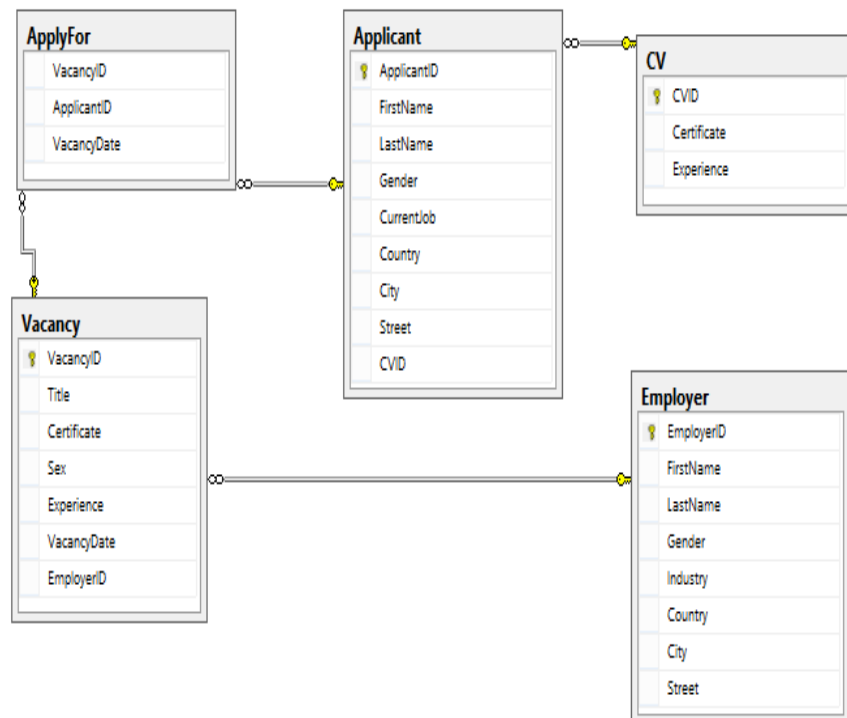 ApplyFor
VacancyID
ApplicantID
VacancyDate
Applicant
ApplicantID
FirstName
LastName
Gender
CurrentJob
Country
City
Street
CVID
CV
CVID
Certificate
Experience
Vacancy
VacancyID
Title
Certificate
Sex
Experience
VacancyDate
EmployerID
Employer
EmployerID
FirstName
LastName
Gender
Industry
Country
City
Street